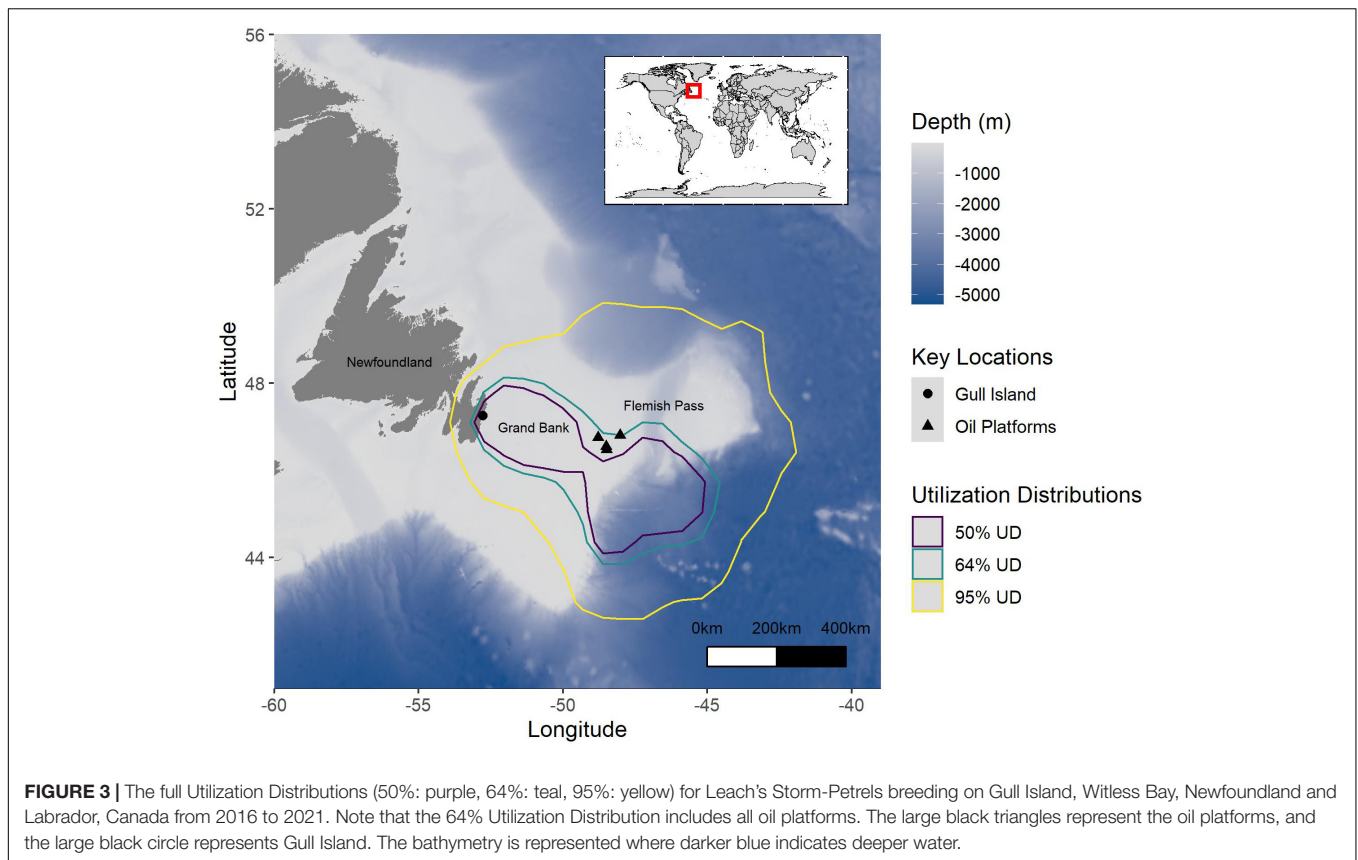 56
52
48
44
Latitude
-60
-55
-50
-45
-40
Longitude
Newfoundland
Grand Bank
Flemish Pass
0km 200km 400km
Depth (m)
-1000
-2000
-3000
-4000
-5000
Key Locations
Gull Island
Oil Platforms
Utilization Distributions
50% UD
64% UD
95% UD
FIGURE 3 | The full Utilization Distributions (50%: purple, 64%: teal, 95%: yellow) for Leach's Storm-Petrels breeding on Gull Island, Witless Bay, Newfoundland and
Labrador, Canada from 2016 to 2021. Note that the 64% Utilization Distribution includes all oil platforms. The large black triangles represent the oil platforms, and
the large black circle represents Gull Island. The bathymetry is represented where darker blue indicates deeper water.